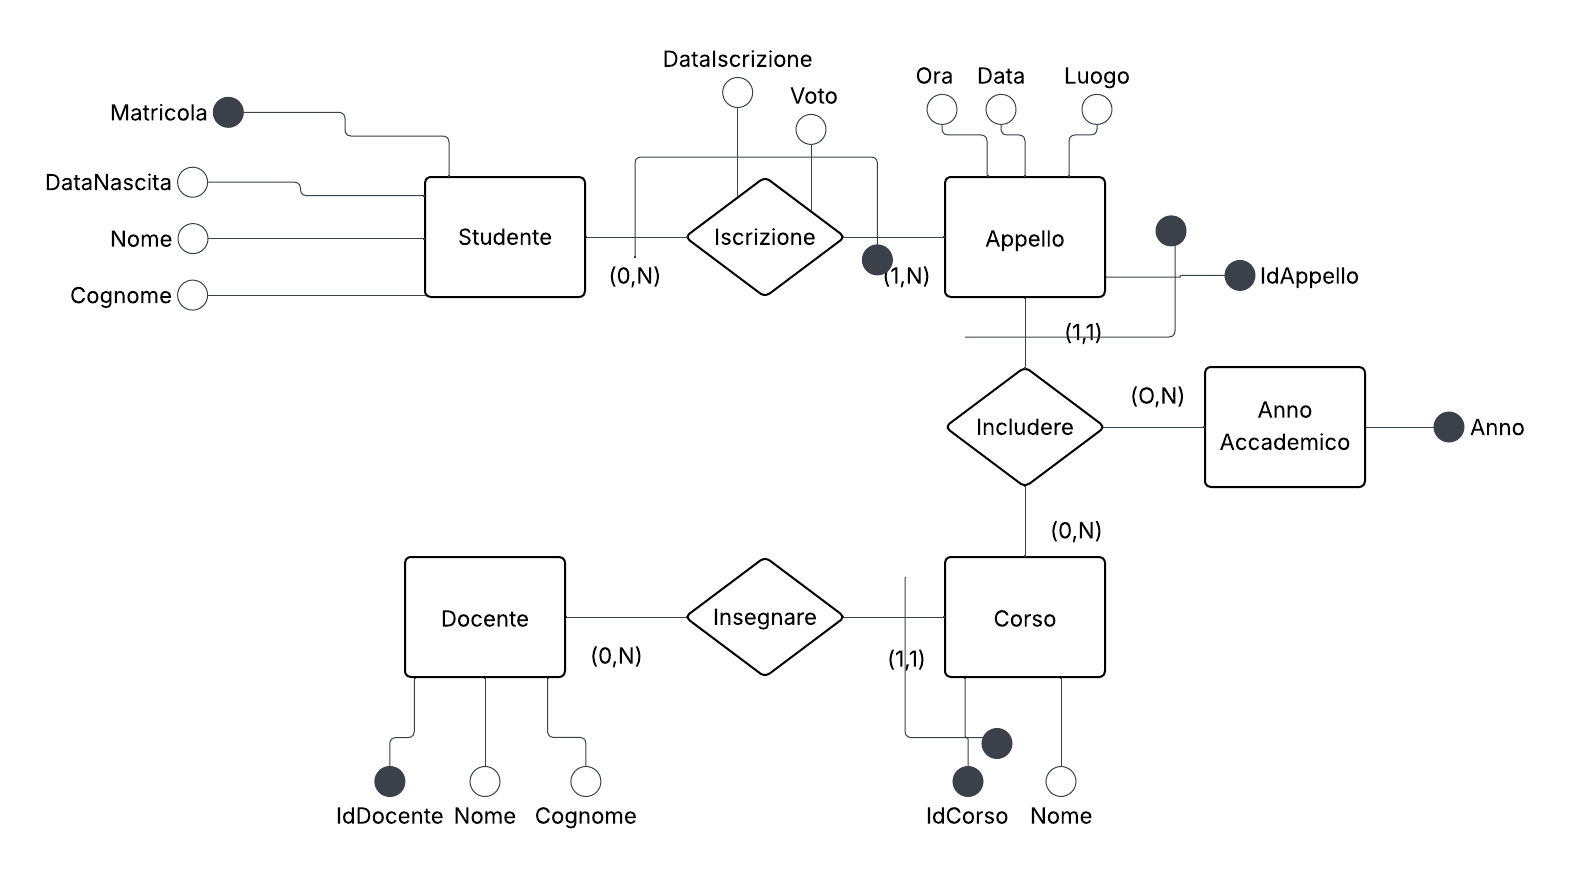 DataIscrizione
Voto
Ora
Data
Luogo
Matricola
DataNascita
Nome
Cognome
Studente
Iscrizione
Appello
(0,N)
(1,N)
IdAppello
(1,1)
(O,N)
Anno
Accademico
Anno
Includere
(0,N)
Docente
Insegnare
Corso
(0,N)
(1,1)
IdDocente
Nome
Cognome
IdCorso
Nome